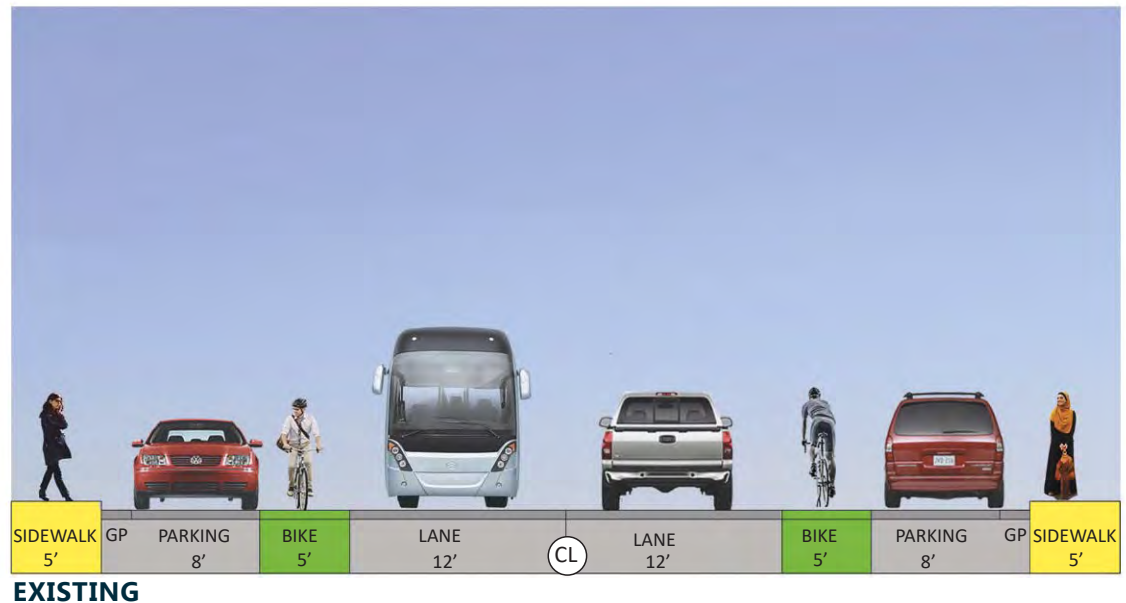 SIDEWALK
5’
GP
PARKING
8’
BIKE
5’
LANE
12’
CL
LANE
12’
BIKE
5’
PARKING
8’
GP
SIDEWALK
5’
EXISTING